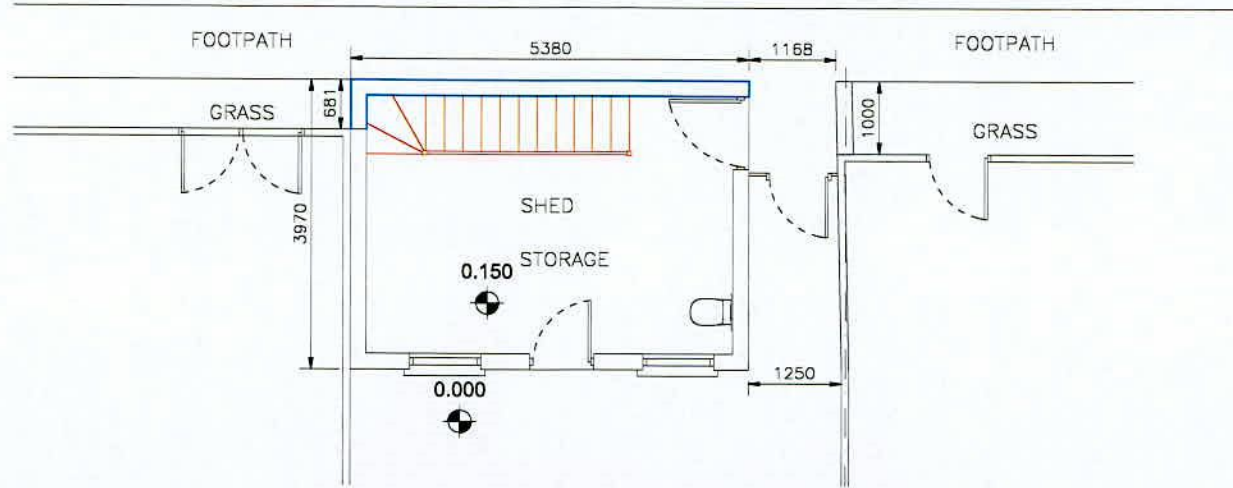 FOOTPATH
5380
1168
FOOTPATH
681
GRASS
1000
GRASS
3970
SHED
STORAGE
0.150
0.000
1250